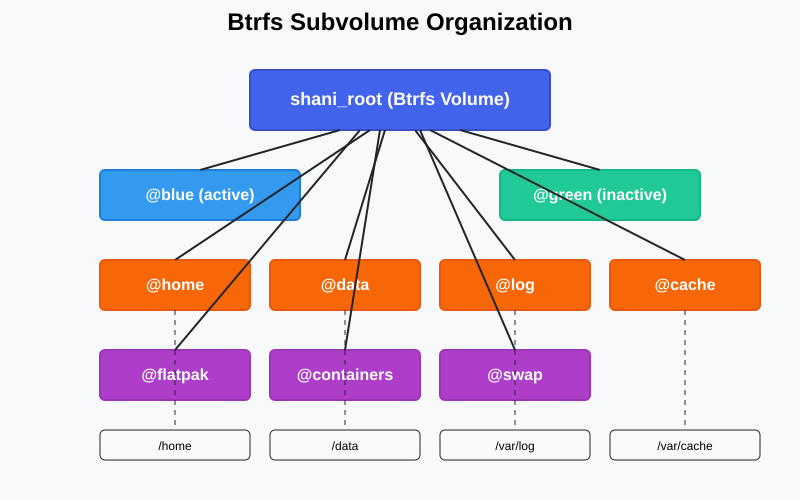 Btrfs Subvolume Organization
shani_root (Btrfs Volume)
@blue (active)
@green (inactive)
@home
@data
@log
@cache
@flatpak
@containers
@swap
/home
/data
/var/log
/var/cache